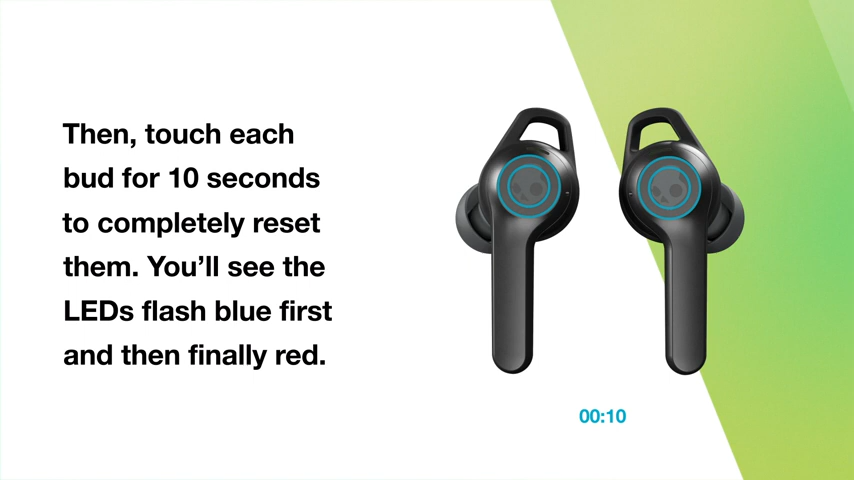 Then, touch each
bud for 10 seconds
to completely reset
them. You’ll see the
LEDs flash blue first
and then finally red.
00:10